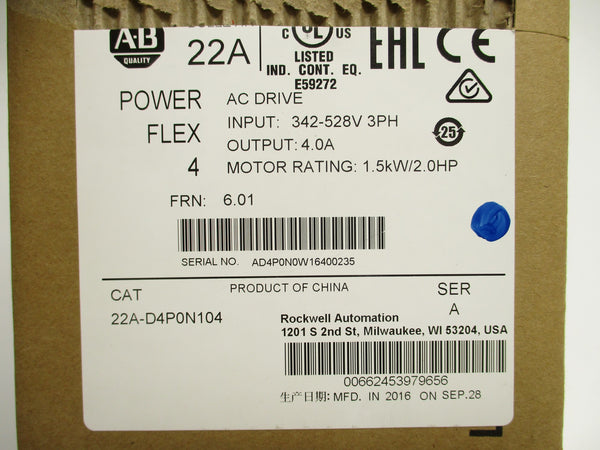 A-B
QUALITY
22A
C UL US
LISTED
IND. CONT. EQ.
E59272
EAC CE
25
POWER
FLEX
4
AC DRIVE
INPUT: 342-528V 3PH
OUTPUT: 4.0A
MOTOR RATING: 1.5kW/2.0HP
FRN: 6.01
SERIAL NO. AD4P0N0W16400235
PRODUCT OF CHINA
CAT
22A-D4P0N104
SER
A
Rockwell Automation
1201 S 2nd St, Milwaukee, WI 53204, USA
00662453979656
生产日期: MFD. IN 2016 ON SEP.28